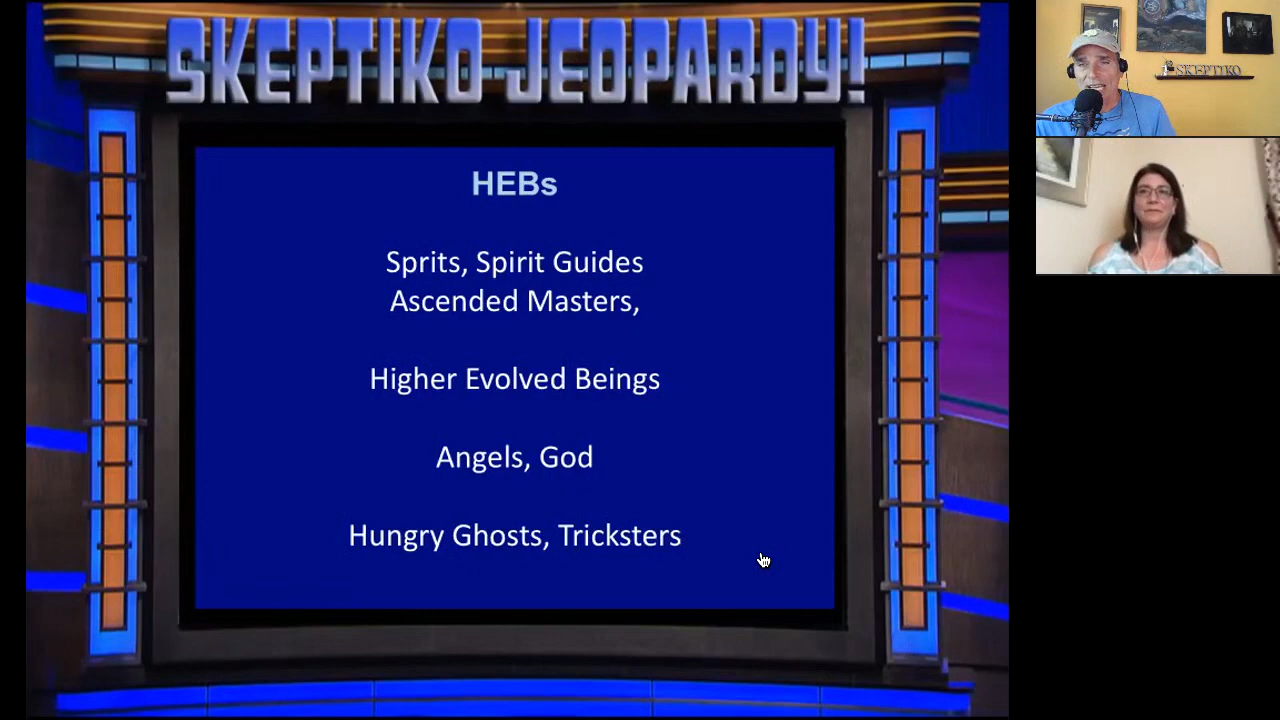 SKEPTIKO JEOPARDY!
HEBs
Sprits, Spirit Guides
Ascended Masters,
Higher Evolved Beings
Angels, God
Hungry Ghosts, Tricksters
SKEPTIKO